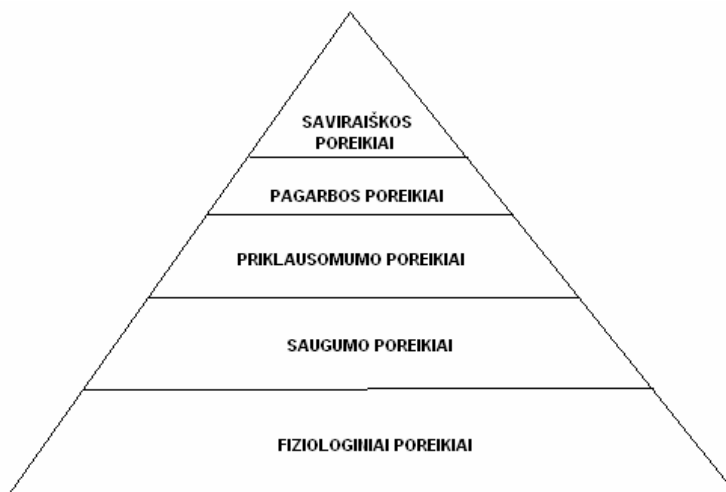 SAVIRAIŠKOS
POREIKIAI
PAGARBOS POREIKIAI
PRIKLAUSOMUMO POREIKIAI
SAUGUMO POREIKIAI
FIZIOLOGINIAI POREIKIAI